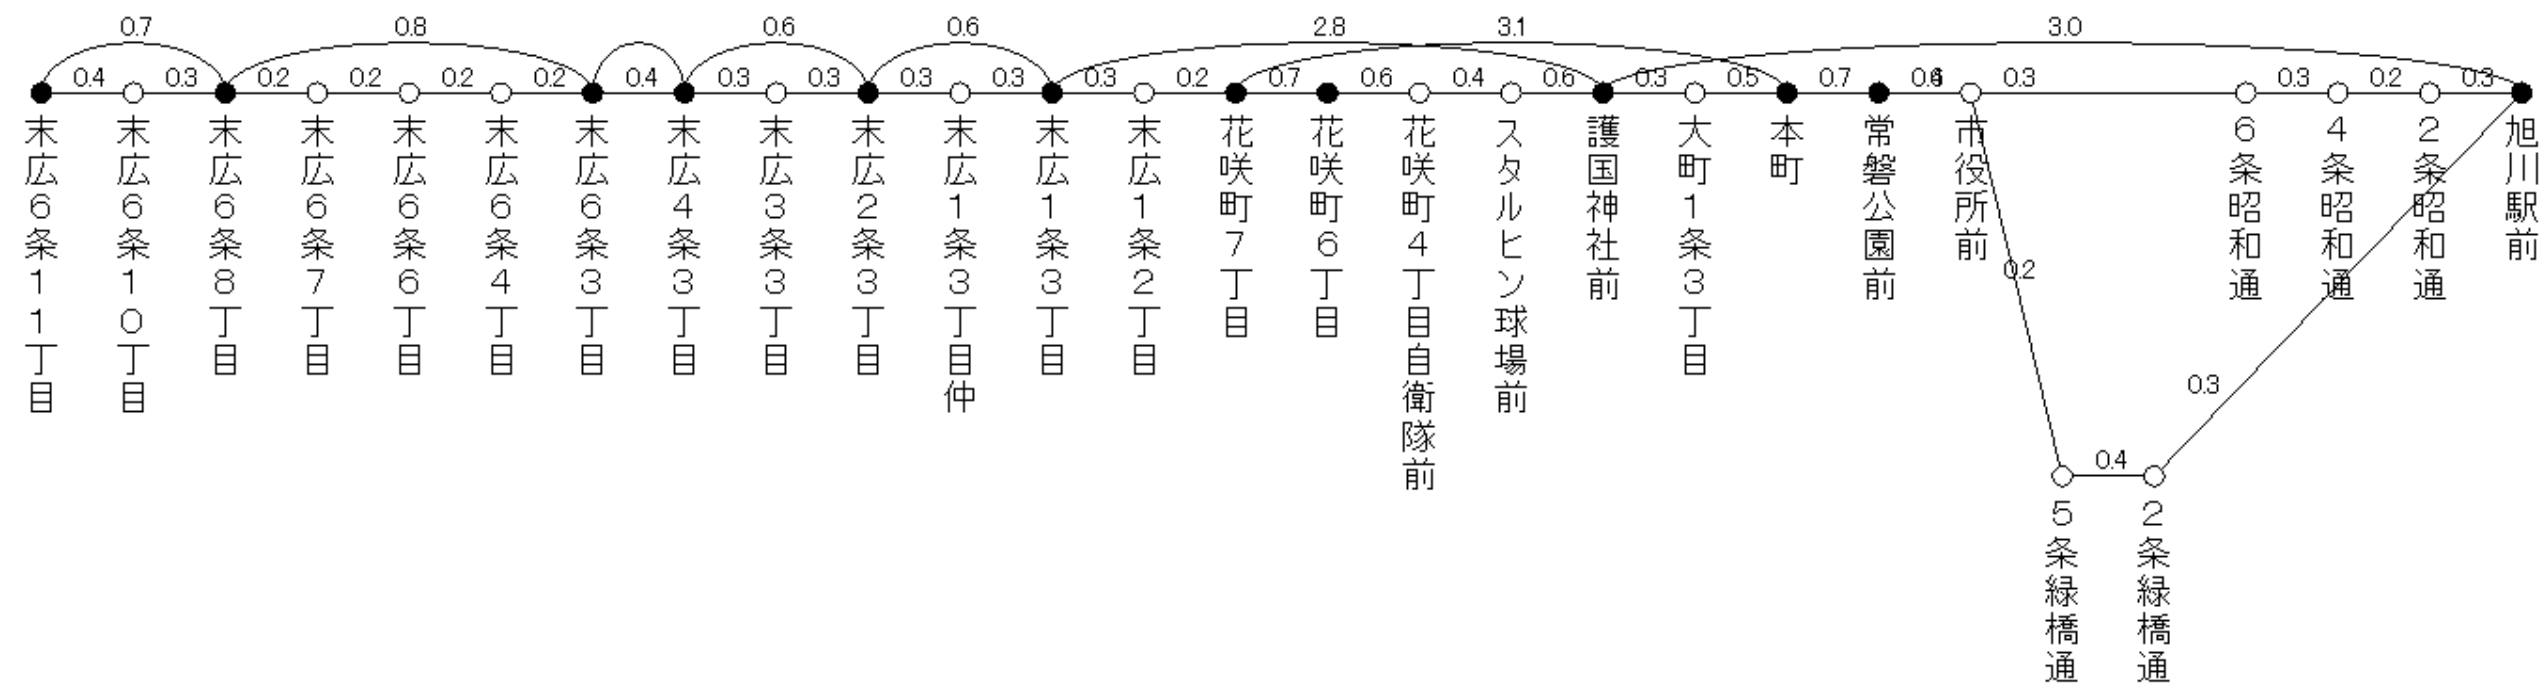 0.7
0.8
0.6
0.6
2.8
3.1
3.0
0.4
0.3
0.2
0.2
0.2
0.2
0.4
0.3
0.3
0.3
0.3
0.3
0.2
0.7
0.6
0.4
0.6
0.3
0.5
0.7
0.3
0.3
0.2
0.3
末広6条11丁目
末広6条10丁目
末広6条8丁目
末広6条7丁目
末広6条6丁目
末広6条4丁目
末広6条3丁目
末広4条3丁目
末広3条3丁目
末広2条3丁目
末広1条3丁目仲
末広1条3丁目
末広1条2丁目
花咲町7丁目
花咲町6丁目
花咲町4丁目自衛隊前
スタルヒン球場前
護国神社前
大町1条3丁目
本町
常磐公園前
市役所前
6条昭和通
4条昭和通
2条昭和通
旭川駅前
0.2
0.3
0.4
5条緑橋通
2条緑橋通